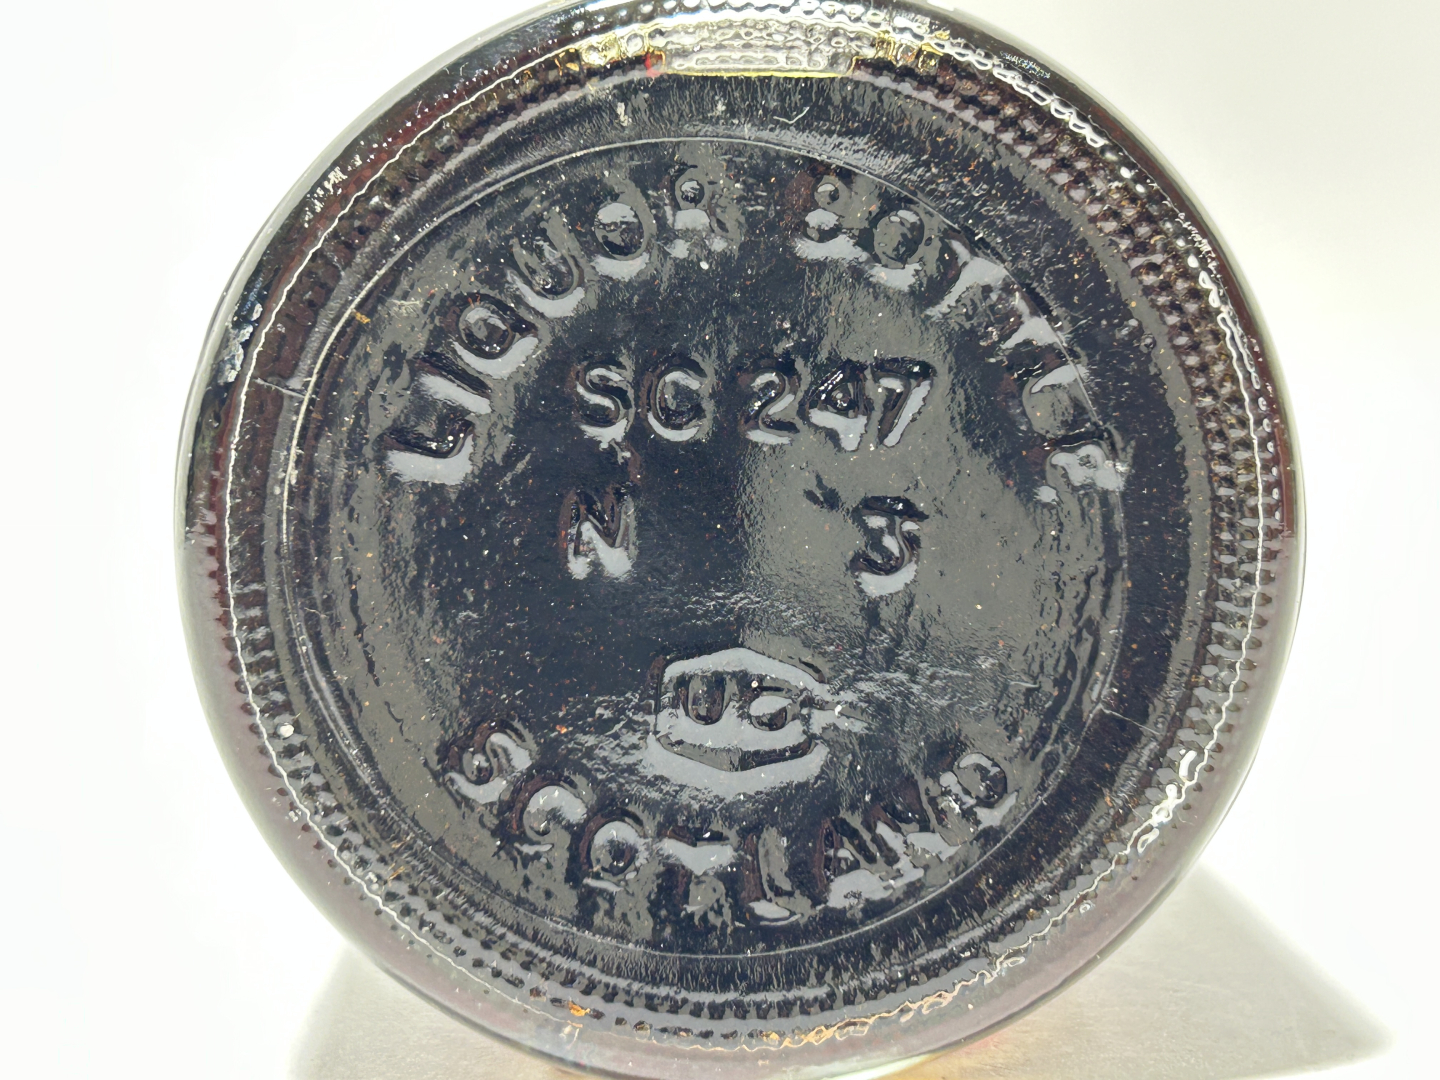 LIQUOR BOTTLE
SC 247
N 3
UG
SCOTLAND